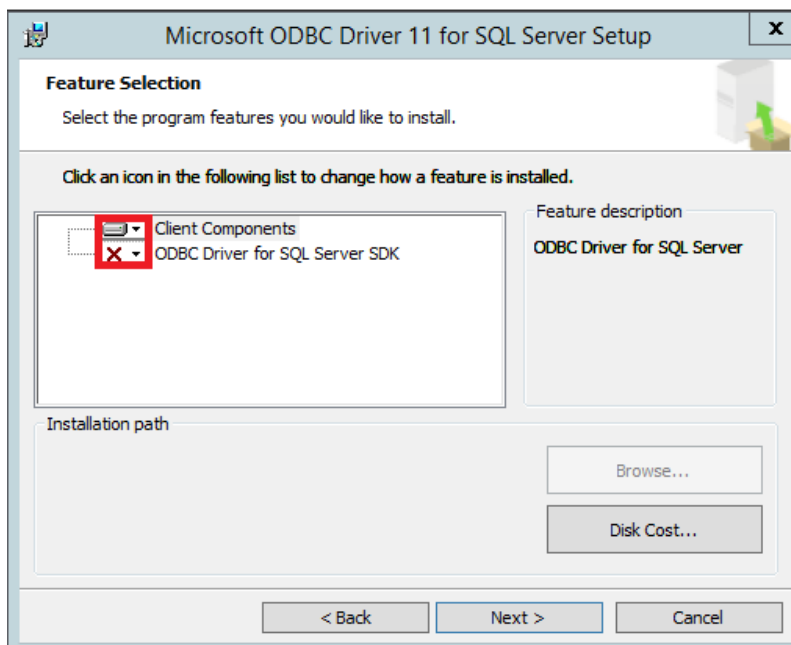 Microsoft ODBC Driver 11 for SQL Server Setup
x
Feature Selection
Select the program features you would like to install.
Click an icon in the following list to change how a feature is installed.
Client Components
ODBC Driver for SQL Server SDK
Feature description
ODBC Driver for SQL Server
Installation path
Browse...
Disk Cost...
< Back
Next >
Cancel